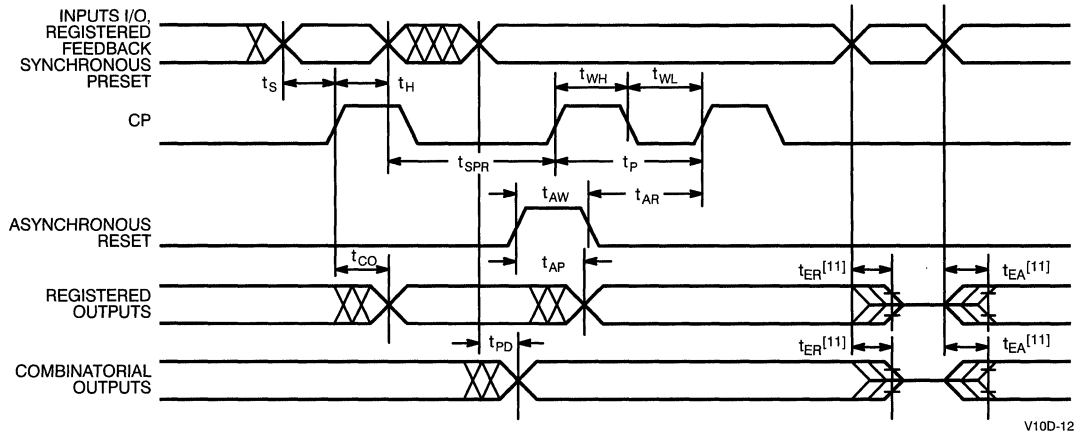 INPUTS I/O,
REGISTERED
FEEDBACK
SYNCHRONOUS
PRESET
tS
tH
tWH
tWL
CP
tSPR
tP
tAW
tAR
ASYNCHRONOUS
RESET
tCO
tAP
tER[11]
tEA[11]
REGISTERED
OUTPUTS
tPD
tER[11]
tEA[11]
COMBINATORIAL
OUTPUTS
V10D-12